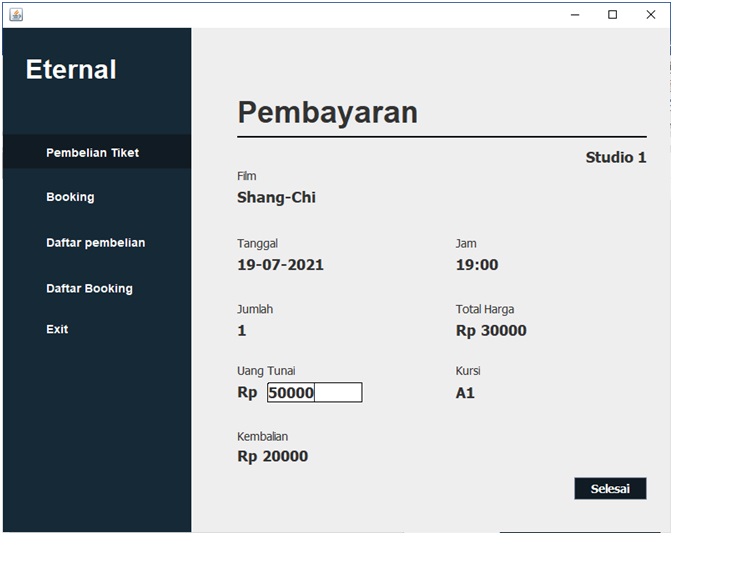 Eternal
Pembelian Tiket
Booking
Daftar pembelian
Daftar Booking
Exit
Pembayaran
Studio 1
Film
Shang-Chi
Tanggal
19-07-2021
Jam
19:00
Jumlah
1
Total Harga
Rp 30000
Uang Tunai
Rp 50000
Kursi
A1
Kembalian
Rp 20000
Selesai